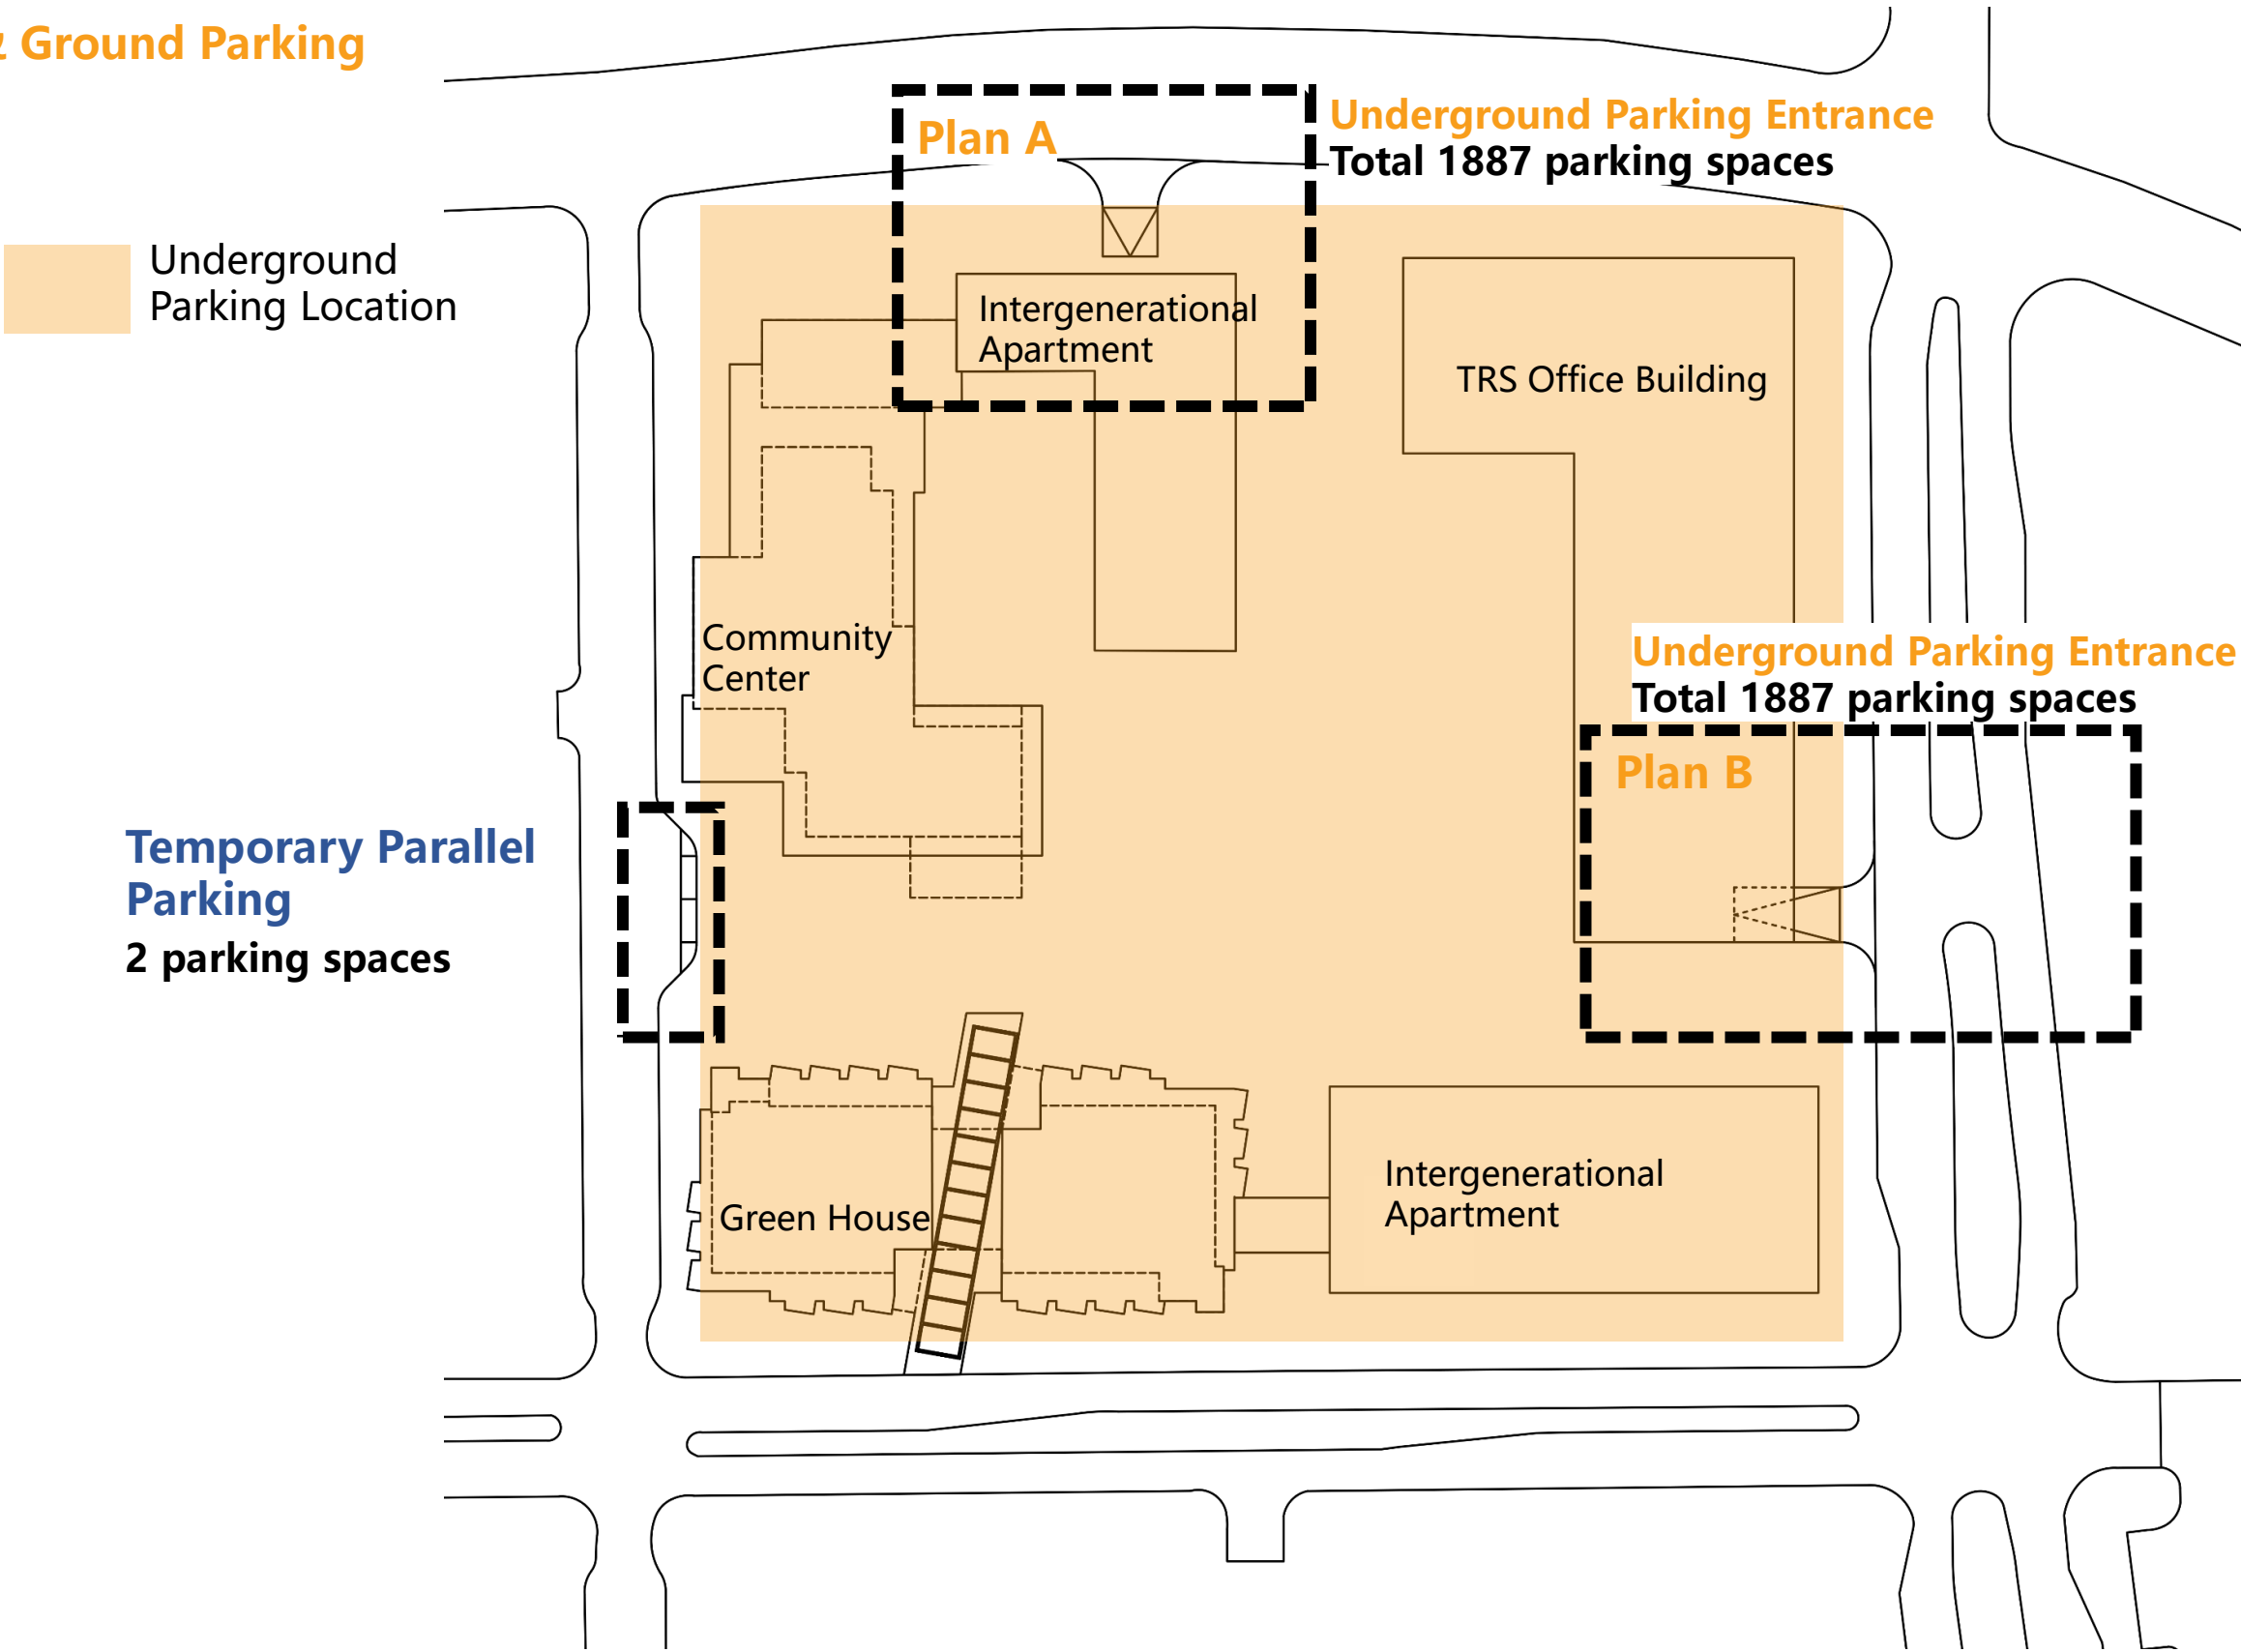 Ground Parking
Underground
Parking Location
Plan A
Underground Parking Entrance
Total 1887 parking spaces
Intergenerational
Apartment
TRS Office Building
Community
Center
Underground Parking Entrance
Total 1887 parking spaces
Plan B
Temporary Parallel
Parking
2 parking spaces
Green House
Intergenerational
Apartment